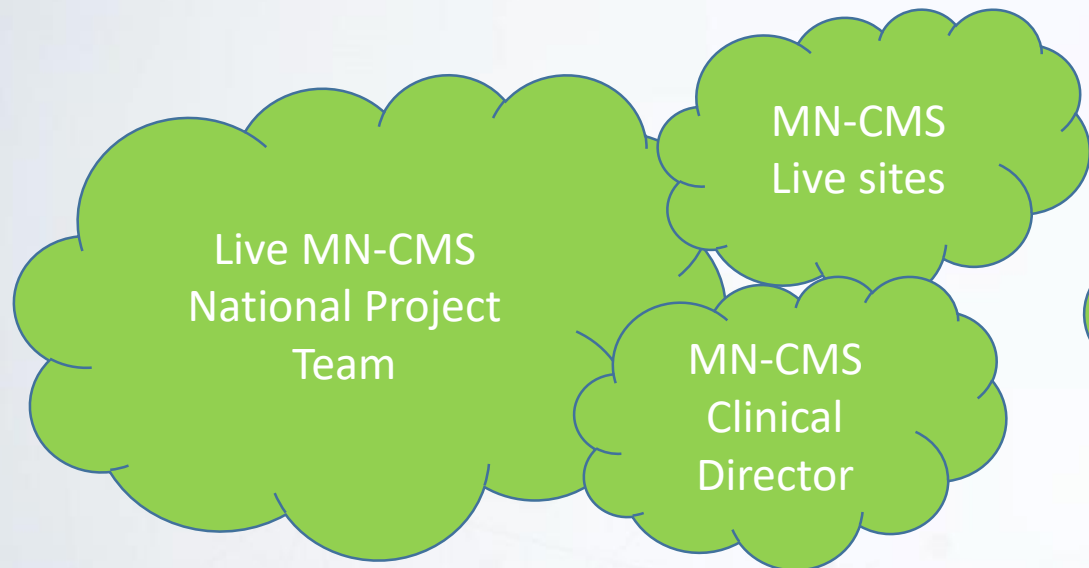 Live MN-CMS
National Project
Team
MN-CMS
Live sites
MN-CMS
Clinical
Director